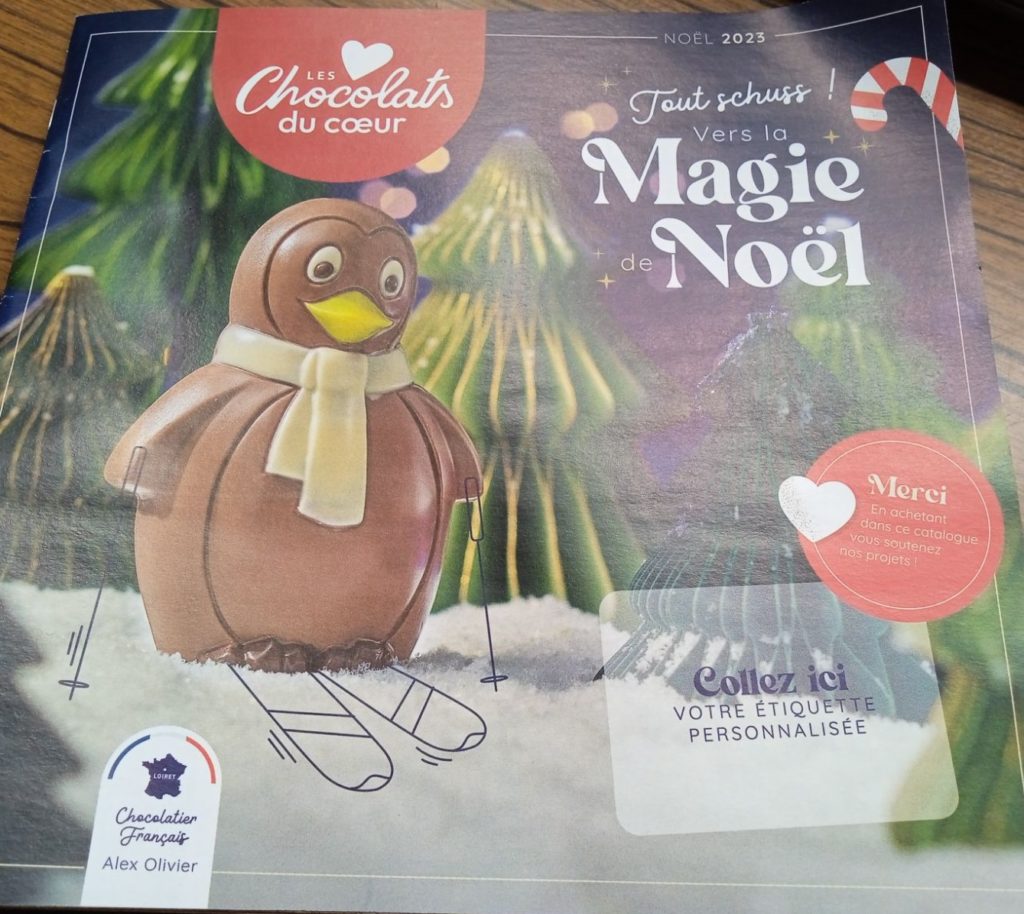 NOËL 2023
LES
Chocolats
du cœur
Tout schuss !
Vers la
Magie
de Noël
Merci
En achetant
dans ce catalogue
vous soutenez
nos projets !
Collez ici
VOTRE ÉTIQUETTE
PERSONNALISÉE
LOIRET
Chocolatier
Français
Alex Olivier